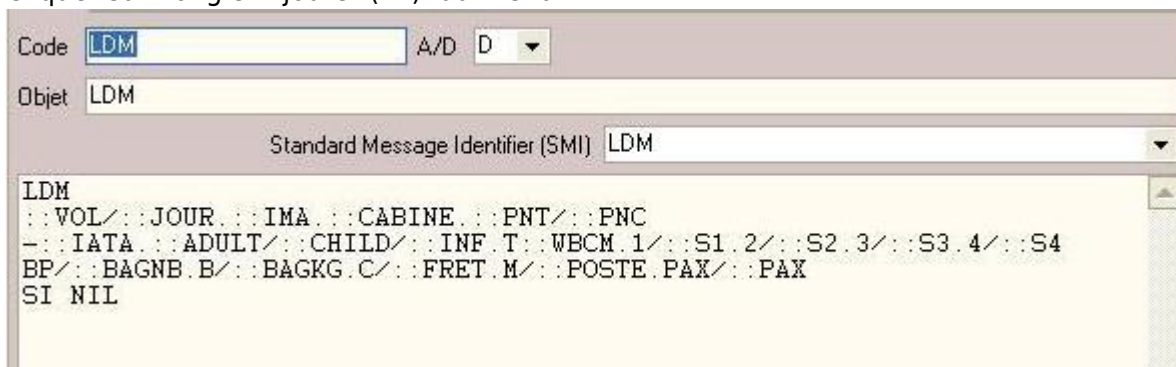 Code LDM A/D D
Objet LDM
Standard Message Identifier (SMI) LDM
LDM
::VOL/::JOUR.::IMA.::CABINE.::PNT/::PNC
-::IATA.::ADULT/::CHILD/::INF.T::WBCM.1/::S1.2/::S2.3/::S3.4/::S4
BP/::BAGNB.B/::BAGKG.C/::FRET.M/::POSTE.PAX/::PAX
SI NIL